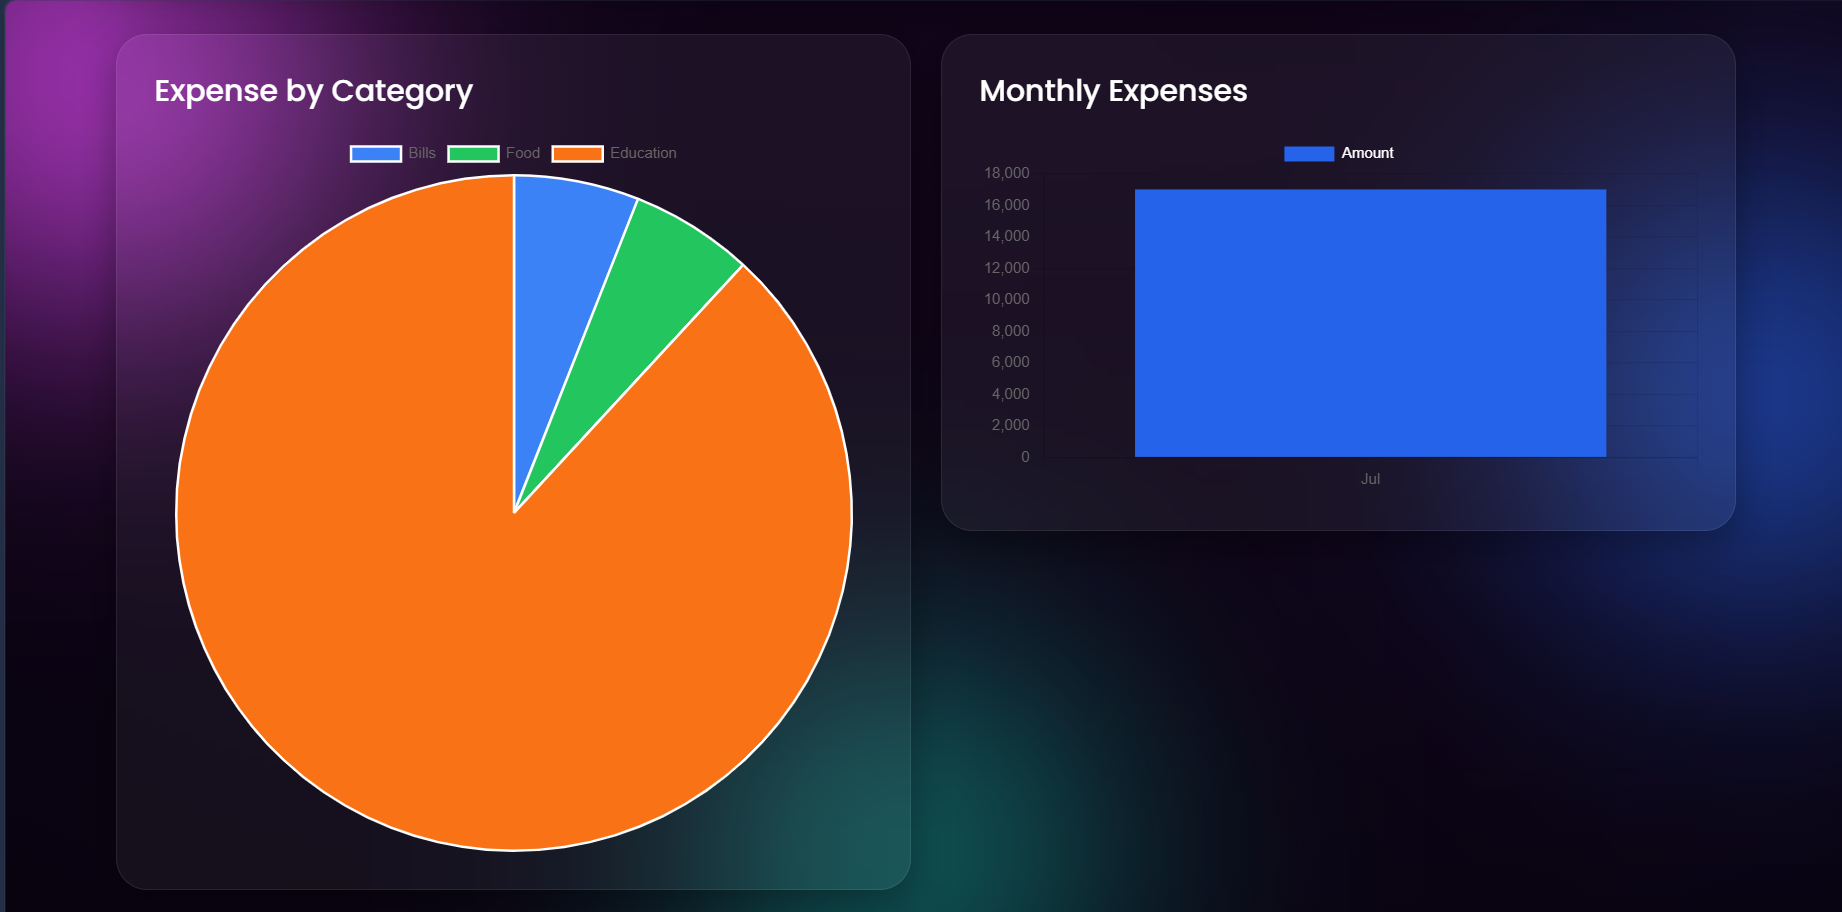 Expense by Category
Bills Food Education
Monthly Expenses
Amount
18,000
16,000
14,000
12,000
10,000
8,000
6,000
4,000
2,000
0
Jul